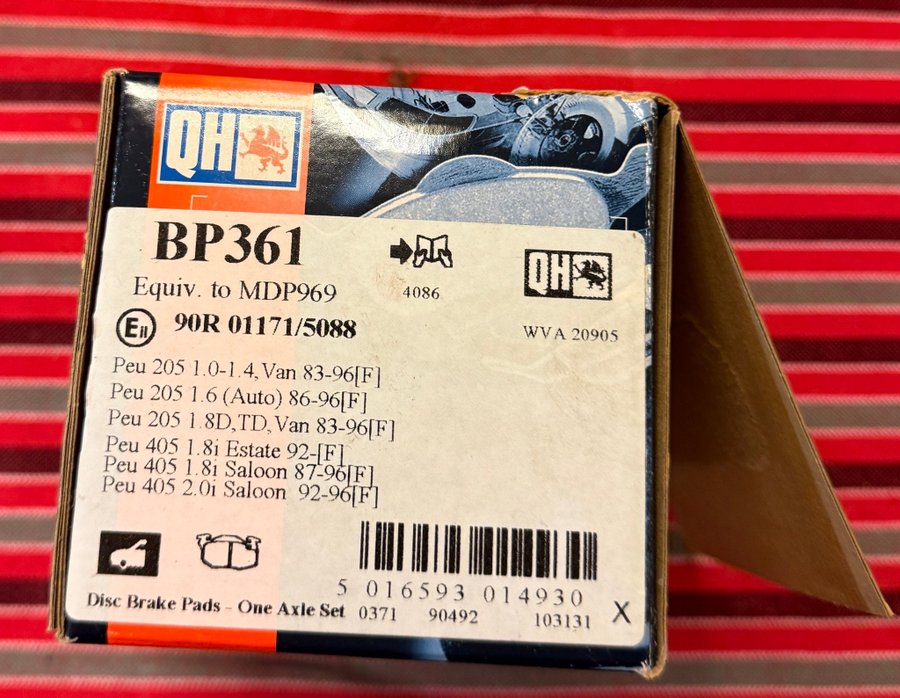 QH
BP361
4086
QH
Equiv. to MDP969
E11 90R 01171/5088
WVA 20905
Peu 205 1.0-1.4,Van 83-96[F]
Peu 205 1.6 (Auto) 86-96[F]
Peu 205 1.8D,TD,Van 83-96[F]
Peu 405 1.8i Estate 92-[F]
Peu 405 1.8i Saloon 87-96[F]
Peu 405 2.0i Saloon 92-96[F]
5 016593 014930
Disc Brake Pads - One Axle Set 0371 90492 103131 X